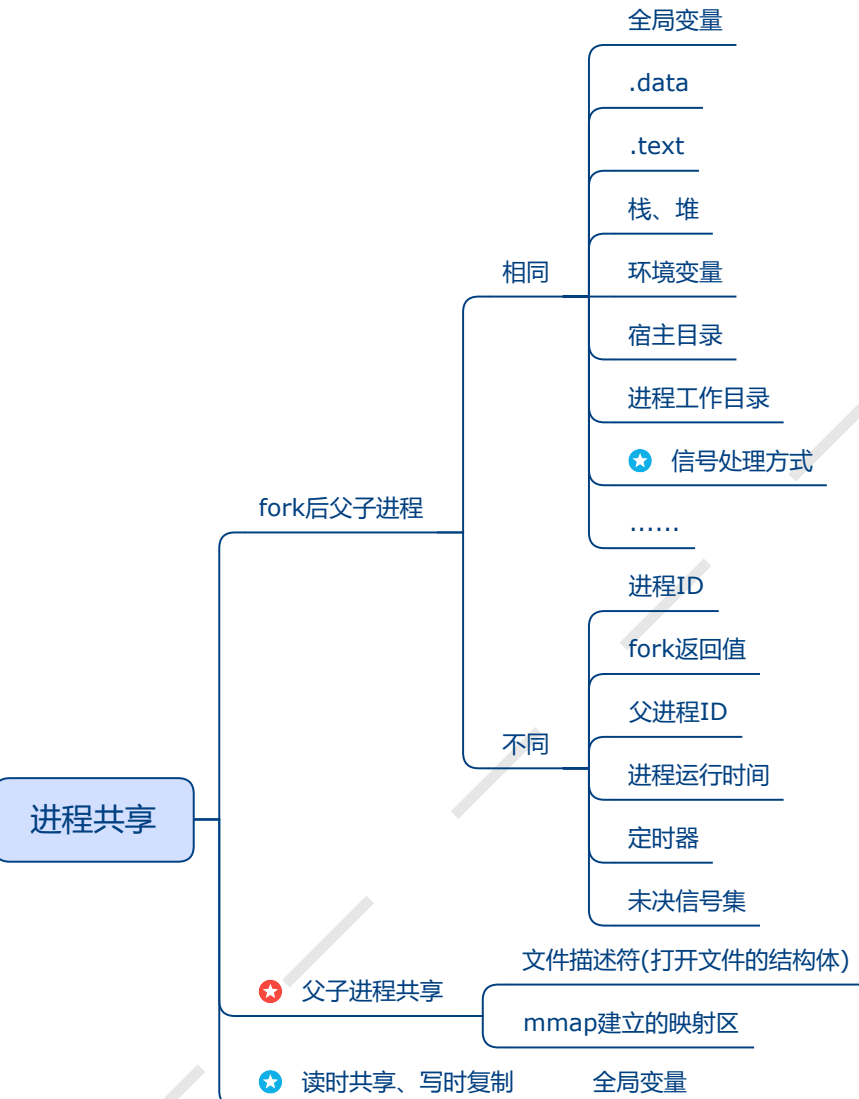 进程共享
fork后父子进程
相同
全局变量
.data
.text
栈、堆
环境变量
宿主目录
进程工作目录
信号处理方式
……
不同
进程ID
fork返回值
父进程ID
进程运行时间
定时器
未决信号集
父子进程共享
文件描述符(打开文件的结构体)
mmap建立的映射区
读时共享、写时复制
全局变量